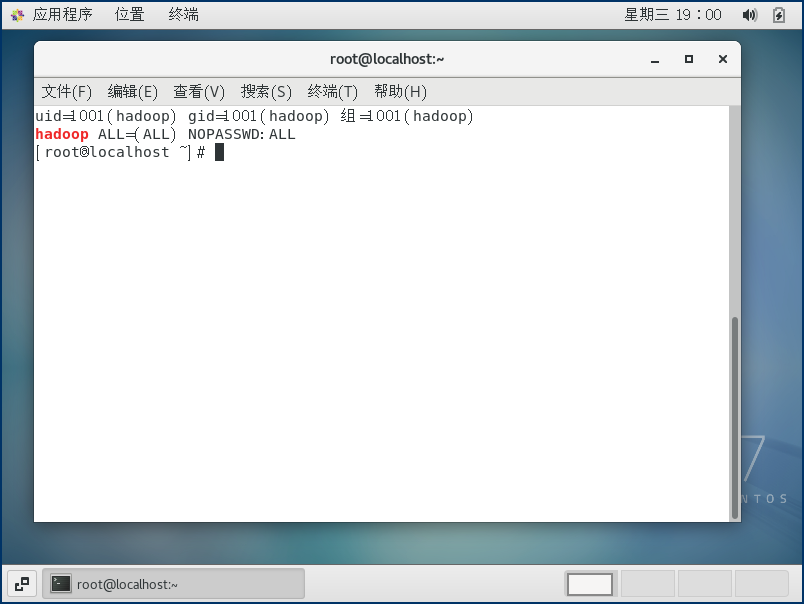 应用程序 位置 终端 星期三 19：00
root@localhost:~
文件(F) 编辑(E) 查看(V) 搜索(S) 终端(T) 帮助(H)
uid=1001(hadoop) gid=1001(hadoop) 组=1001(hadoop)
hadoop ALL=(ALL) NOPASSWD:ALL
[root@localhost ~]#
7
NTOS
root@localhost:~